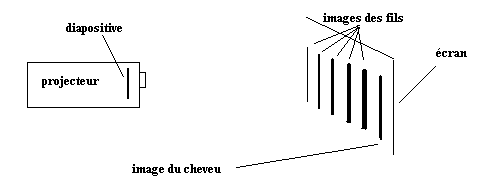 images des fils
diapositive
écran
projecteur
image du cheveu